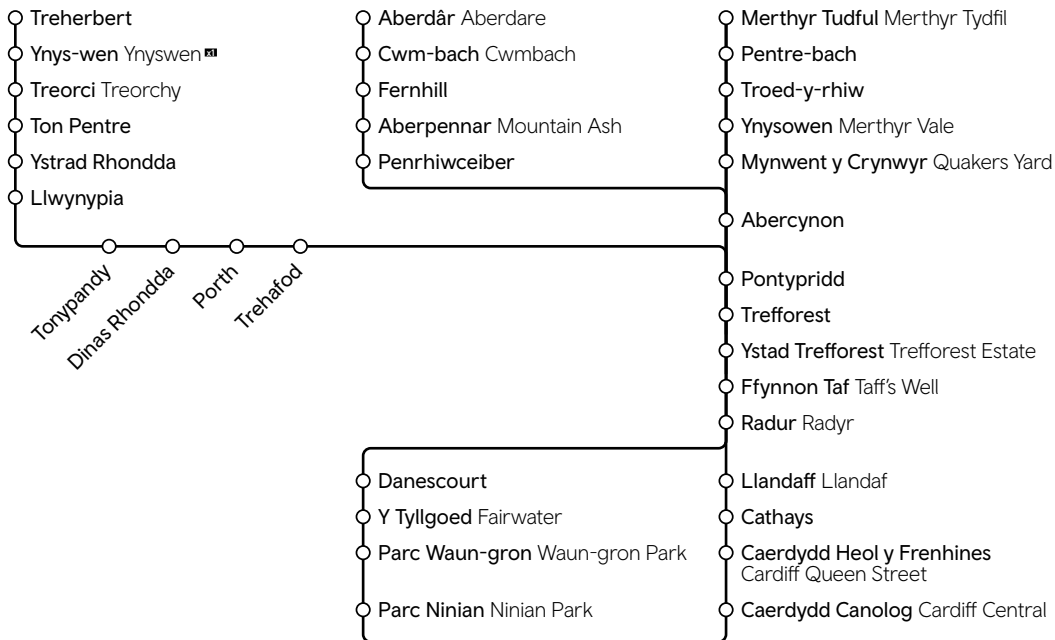 Treherbert
Ynys-wen Ynyswen x1
Treorci Treorchy
Ton Pentre
Ystrad Rhondda
Llwynypia
Tonypandy
Dinas Rhondda
Porth
Trehafod
Aberdâr Aberdare
Cwm-bach Cwmbach
Fernhill
Aberpennar Mountain Ash
Penrhiwceiber
Merthyr Tudful Merthyr Tydfil
Pentre-bach
Troed-y-rhiw
Ynysowen Merthyr Vale
Mynwent y Crynwyr Quakers Yard
Abercynon
Pontypridd
Trefforest
Ystad Trefforest Trefforest Estate
Ffynnon Taf Taff's Well
Radur Radyr
Danescourt
Y Tyllgoed Fairwater
Parc Waun-gron Waun-gron Park
Parc Ninian Ninian Park
Llandaff Llandaf
Cathays
Caerdydd Heol y Frenhines
Cardiff Queen Street
Caerdydd Canolog Cardiff Central